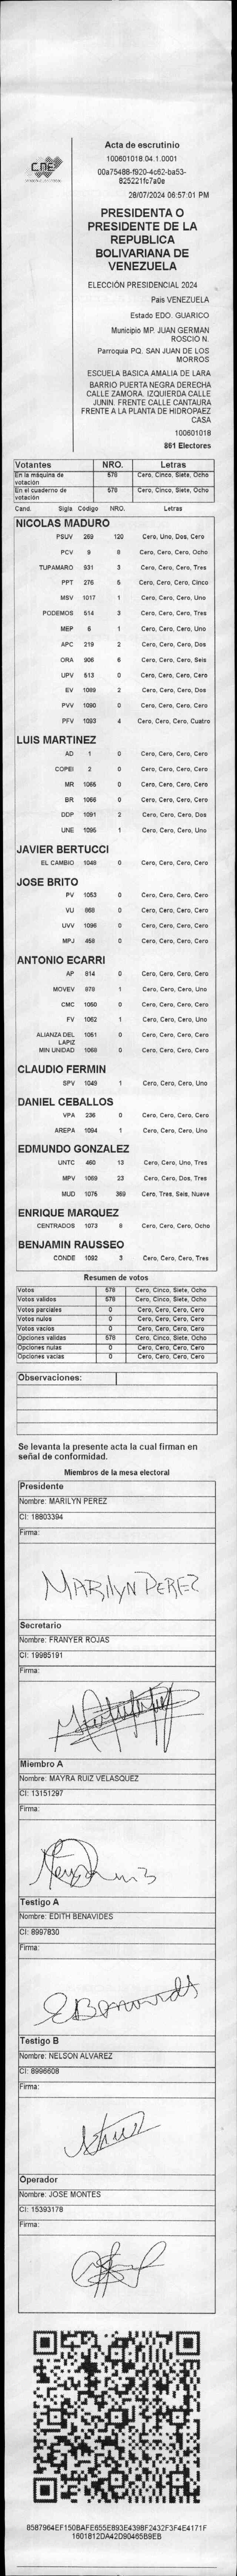 CNE
Acta de escrutinio
100601018.04.1.0001
00a75488-f920-4c62-ba53-
825221fc7a0e
28/07/2024 06:57:01 PM
PRESIDENTA O
PRESIDENTE DE LA
REPUBLICA
BOLIVARIANA DE
VENEZUELA
ELECCIÓN PRESIDENCIAL 2024
Pais VENEZUELA
Estado EDO. GUARICO
Municipio MP. JUAN GERMAN
ROSCIO N.
Parroquia PQ. SAN JUAN DE LOS
MORROS
ESCUELA BASICA AMALIA DE LARA
BARRIO PUERTA NEGRA DERECHA
CALLE ZAMORA. IZQUIERDA CALLE
JUNIN. FRENTE CALLE CANTAURA
FRENTE A LA PLANTA DE HIDROPAEZ
CASA
100601018
861 Electores
Votantes NRO. Letras
En la máquina de votación 578 Cero, Cinco, Siete, Ocho
En el cuaderno de votación 578 Cero, Cinco, Siete, Ocho
Cand. Sigla Código NRO. Letras
NICOLAS MADURO
PSUV 269 120 Cero, Uno, Dos, Cero
PCV 9 8 Cero, Cero, Cero, Ocho
TUPAMARO 931 3 Cero, Cero, Cero, Tres
PPT 276 5 Cero, Cero, Cero, Cinco
MSV 1017 1 Cero, Cero, Cero, Uno
PODEMOS 514 3 Cero, Cero, Cero, Tres
MEP 6 1 Cero, Cero, Cero, Uno
APC 219 2 Cero, Cero, Cero, Dos
ORA 906 6 Cero, Cero, Cero, Seis
UPV 513 0 Cero, Cero, Cero, Cero
EV 1089 2 Cero, Cero, Cero, Dos
PVV 1090 0 Cero, Cero, Cero, Cero
PFV 1093 4 Cero, Cero, Cero, Cuatro
LUIS MARTINEZ
AD 1 0 Cero, Cero, Cero, Cero
COPEI 2 0 Cero, Cero, Cero, Cero
MR 1065 0 Cero, Cero, Cero, Cero
BR 1066 0 Cero, Cero, Cero, Cero
DDP 1091 2 Cero, Cero, Cero, Dos
UNE 1095 1 Cero, Cero, Cero, Uno
JAVIER BERTUCCI
EL CAMBIO 1048 0 Cero, Cero, Cero, Cero
JOSE BRITO
PV 1053 0 Cero, Cero, Cero, Cero
VU 868 0 Cero, Cero, Cero, Cero
UVV 1096 0 Cero, Cero, Cero, Cero
MPJ 458 0 Cero, Cero, Cero, Cero
ANTONIO ECARRI
AP 814 0 Cero, Cero, Cero, Cero
MOVEV 878 1 Cero, Cero, Cero, Uno
CMC 1050 0 Cero, Cero, Cero, Cero
FV 1062 1 Cero, Cero, Cero, Uno
ALIANZA DEL LAPIZ 1061 0 Cero, Cero, Cero, Cero
MIN UNIDAD 1068 0 Cero, Cero, Cero, Cero
CLAUDIO FERMIN
SPV 1049 1 Cero, Cero, Cero, Uno
DANIEL CEBALLOS
VPA 236 0 Cero, Cero, Cero, Cero
AREPA 1094 1 Cero, Cero, Cero, Uno
EDMUNDO GONZALEZ
UNTC 460 13 Cero, Cero, Uno, Tres
MPV 1069 23 Cero, Cero, Dos, Tres
MUD 1075 369 Cero, Tres, Seis, Nueve
ENRIQUE MARQUEZ
CENTRADOS 1073 8 Cero, Cero, Cero, Ocho
BENJAMIN RAUSSEO
CONDE 1092 3 Cero, Cero, Cero, Tres
Resumen de votos
Votos 578 Cero, Cinco, Siete, Ocho
Votos validos 578 Cero, Cinco, Siete, Ocho
Votos parciales 0 Cero, Cero, Cero, Cero
Votos nulos 0 Cero, Cero, Cero, Cero
Votos vacios 0 Cero, Cero, Cero, Cero
Opciones validas 578 Cero, Cinco, Siete, Ocho
Opciones nulas 0 Cero, Cero, Cero, Cero
Opciones vacias 0 Cero, Cero, Cero, Cero
Observaciones:
Se levanta la presente acta la cual firman en
señal de conformidad.
Miembros de la mesa electoral
Presidente
Nombre: MARILYN PEREZ
CI: 18803394
Firma:
MARilyN PEREZ
Secretario
Nombre: FRANYER ROJAS
CI: 19985191
Firma:
Miembro A
Nombre: MAYRA RUIZ VELASQUEZ
CI: 13151297
Firma:
Testigo A
Nombre: EDITH BENAVIDES
CI: 8997830
Firma:
Testigo B
Nombre: NELSON ALVAREZ
CI: 8996608
Firma:
Operador
Nombre: JOSE MONTES
CI: 15393178
Firma:
8587964EF150BAFE655E893E4398F2432F3F4E4171F
1601812DA42D90465B9EB